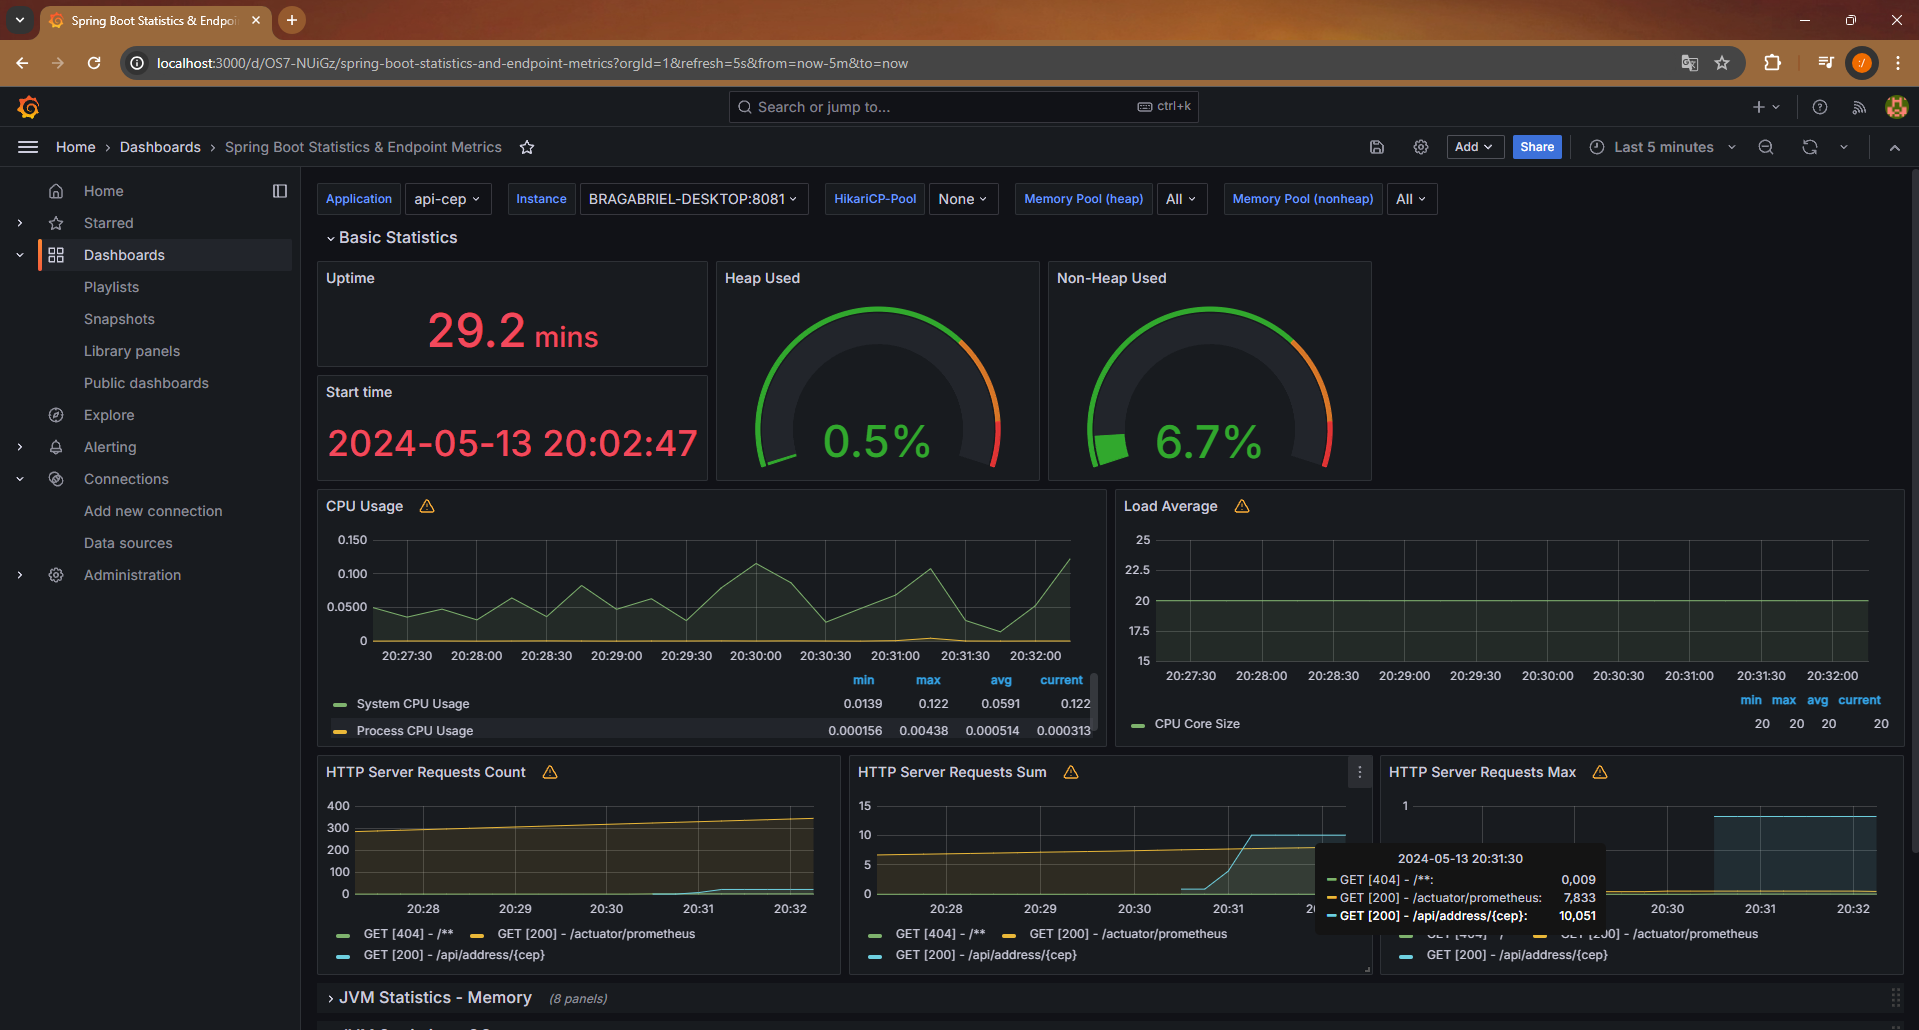 Spring Boot Statistics & Endpo
localhost:3000/d/OS7-NUiGz/spring-boot-statistics-and-endpoint-metrics?orgId=1&refresh=5s&from=now-5m&to=now
Search or jump to...
ctrl+k
Home › Dashboards › Spring Boot Statistics & Endpoint Metrics
Add
Share
Last 5 minutes
Home
Starred
Dashboards
Playlists
Snapshots
Library panels
Public dashboards
Explore
Alerting
Connections
Add new connection
Data sources
Administration
Application api-cep Instance BRAGABRIEL-DESKTOP:8081 HikariCP-Pool None Memory Pool (heap) All Memory Pool (nonheap) All
Basic Statistics
Uptime
29.2 mins
Start time
2024-05-13 20:02:47
Heap Used
0.5%
Non-Heap Used
6.7%
CPU Usage
0.150
0.100
0.0500
0
20:27:30 20:28:00 20:28:30 20:29:00 20:29:30 20:30:00 20:30:30 20:31:00 20:31:30 20:32:00
min max avg current
System CPU Usage 0.0139 0.122 0.0591 0.122
Process CPU Usage 0.000156 0.00438 0.000514 0.000313
Load Average
25
22.5
20
17.5
15
20:27:30 20:28:00 20:28:30 20:29:00 20:29:30 20:30:00 20:30:30 20:31:00 20:31:30 20:32:00
min max avg current
CPU Core Size 20 20 20 20
HTTP Server Requests Count
400
300
200
100
0
20:28 20:29 20:30 20:31 20:32
GET [404] - /** GET [200] - /actuator/prometheus
GET [200] - /api/address/{cep}
HTTP Server Requests Sum
15
10
5
0
20:28 20:29 20:30 20:31
GET [404] - /** GET [200] - /actuator/prometheus
GET [200] - /api/address/{cep}
HTTP Server Requests Max
1
2024-05-13 20:31:30
GET [404] - /**: 0,009
GET [200] - /actuator/prometheus: 7,833
GET [200] - /api/address/{cep}: 10,051
20:30 20:31 20:32
GET [404] - / GET [200] - /actuator/prometheus
GET [200] - /api/address/{cep}
JVM Statistics - Memory (8 panels)